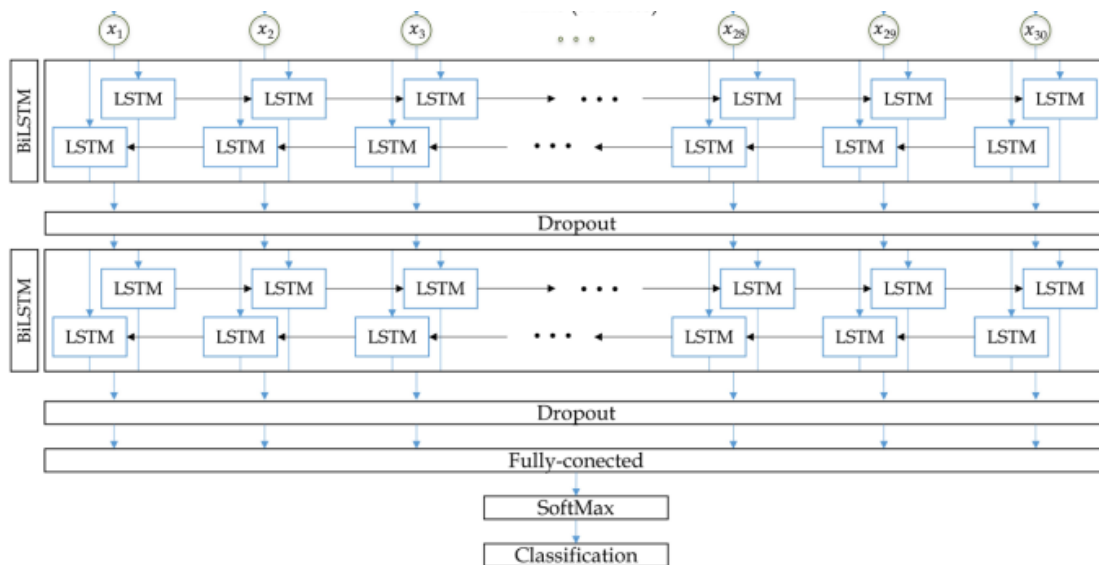 x1 x2 x3 ... x28 x29 x30
BiLSTM
LSTM LSTM LSTM ... LSTM LSTM LSTM
LSTM LSTM LSTM ... LSTM LSTM LSTM
Dropout
BiLSTM
LSTM LSTM LSTM ... LSTM LSTM LSTM
LSTM LSTM LSTM ... LSTM LSTM LSTM
Dropout
Fully-conected
SoftMax
Classification